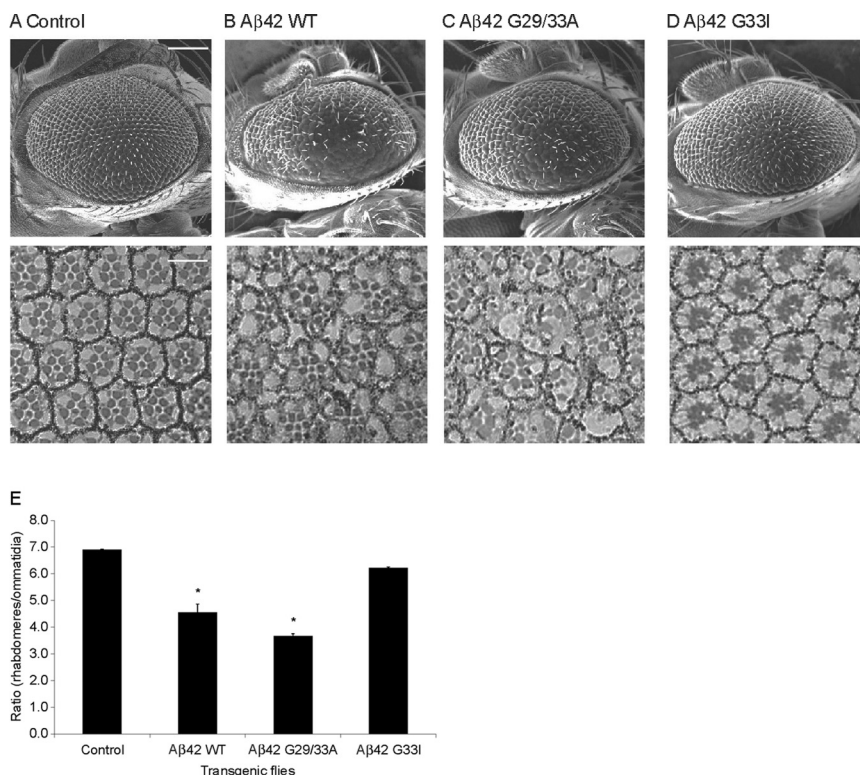 A Control
B Aβ42 WT
C Aβ42 G29/33A
D Aβ42 G33I
E
Ratio (rhabdomeres/ommatidia)
8.0
7.0
6.0
5.0
4.0
3.0
2.0
1.0
0.0
*
*
Control
Aβ42 WT
Aβ42 G29/33A
Aβ42 G33I
Transgenic flies